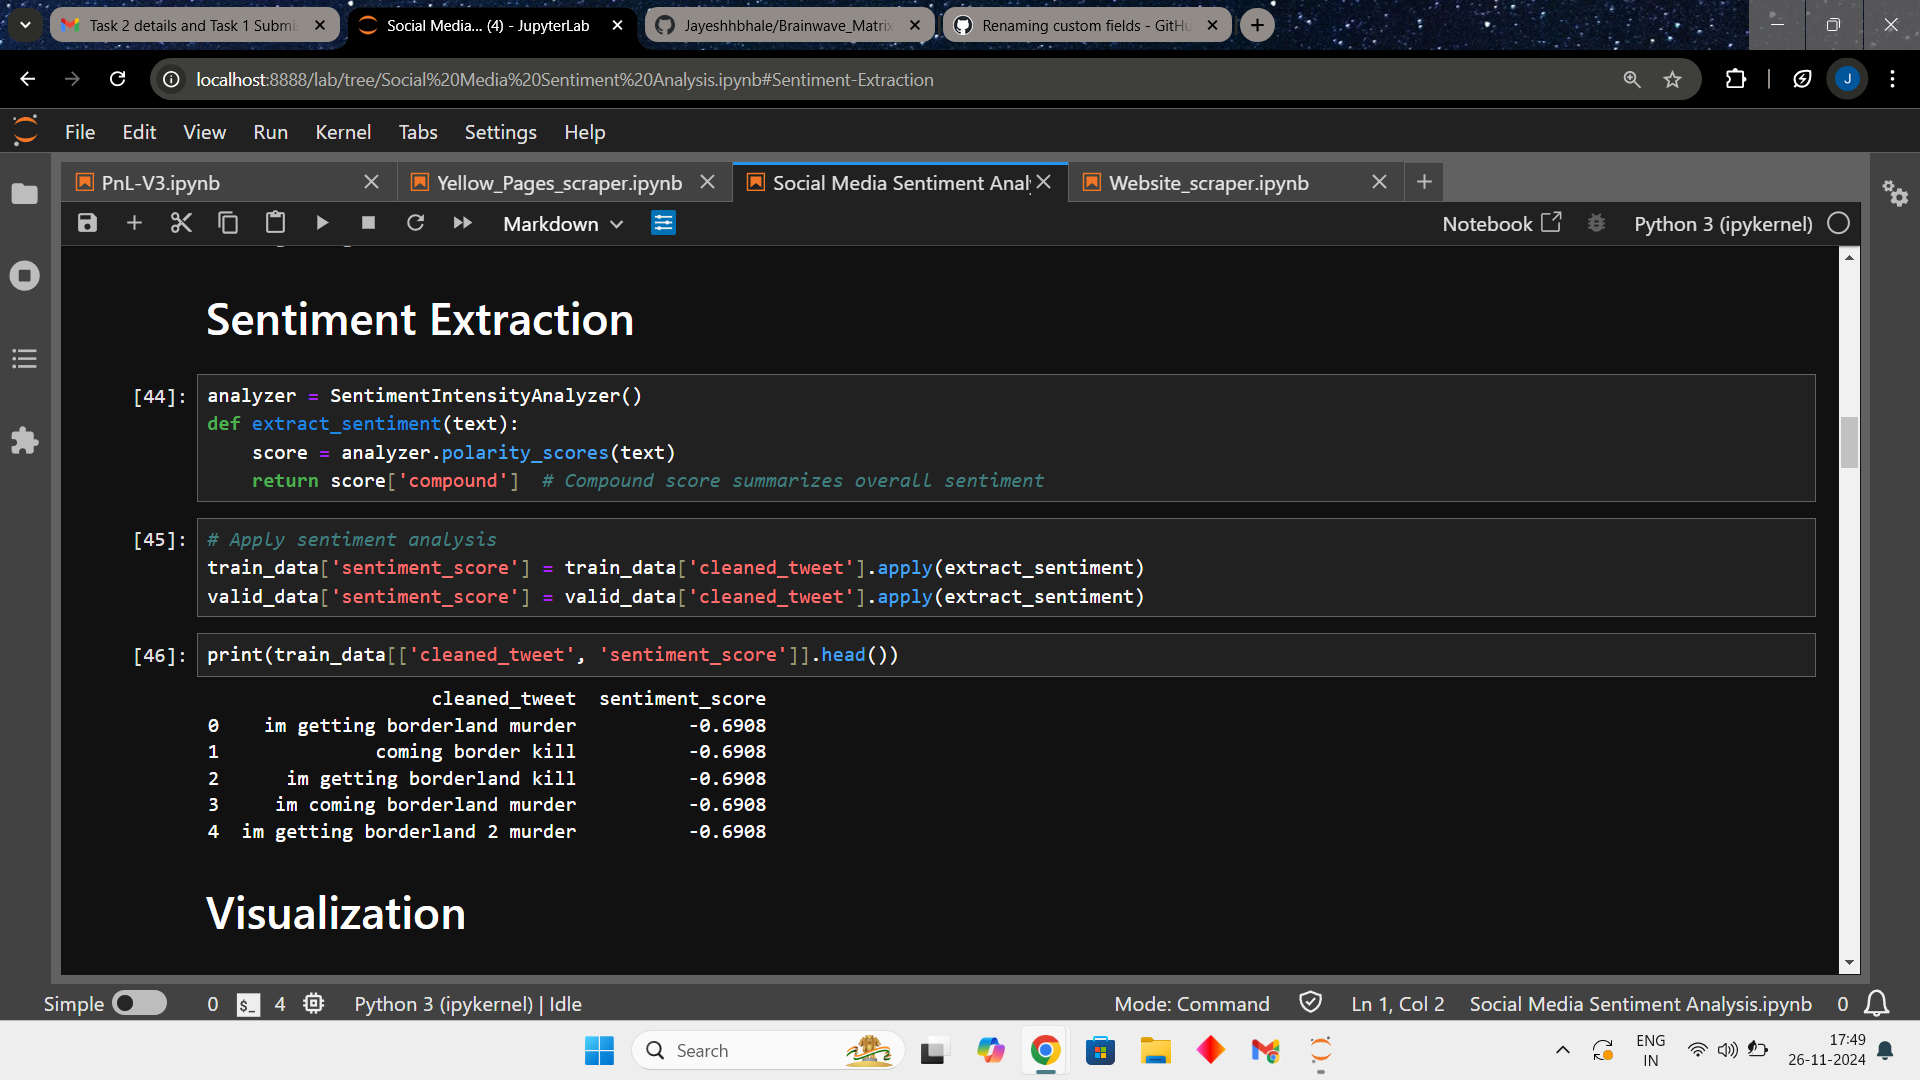 Task 2 details and Task 1 Submi
Social Media... (4) - JupyterLab
Jayeshhbhale/Brainwave_Matrix
Renaming custom fields - GitHu
localhost:8888/lab/tree/Social%20Media%20Sentiment%20Analysis.ipynb#Sentiment-Extraction
J
File Edit View Run Kernel Tabs Settings Help
PnL-V3.ipynb
Yellow_Pages_scraper.ipynb
Social Media Sentiment Anal
Website_scraper.ipynb
Markdown
Notebook
Python 3 (ipykernel)
Sentiment Extraction
[44]:
analyzer = SentimentIntensityAnalyzer()
def extract_sentiment(text):
    score = analyzer.polarity_scores(text)
    return score['compound']  # Compound score summarizes overall sentiment
[45]:
# Apply sentiment analysis
train_data['sentiment_score'] = train_data['cleaned_tweet'].apply(extract_sentiment)
valid_data['sentiment_score'] = valid_data['cleaned_tweet'].apply(extract_sentiment)
[46]:
print(train_data[['cleaned_tweet', 'sentiment_score']].head())
cleaned_tweet  sentiment_score
0    im getting borderland murder          -0.6908
1              coming border kill          -0.6908
2      im getting borderland kill          -0.6908
3     im coming borderland murder          -0.6908
4  im getting borderland 2 murder          -0.6908
Visualization
Simple
0
$_
4
Python 3 (ipykernel) | Idle
Mode: Command
Ln 1, Col 2
Social Media Sentiment Analysis.ipynb
0
Search
ENG
IN
17:49
26-11-2024